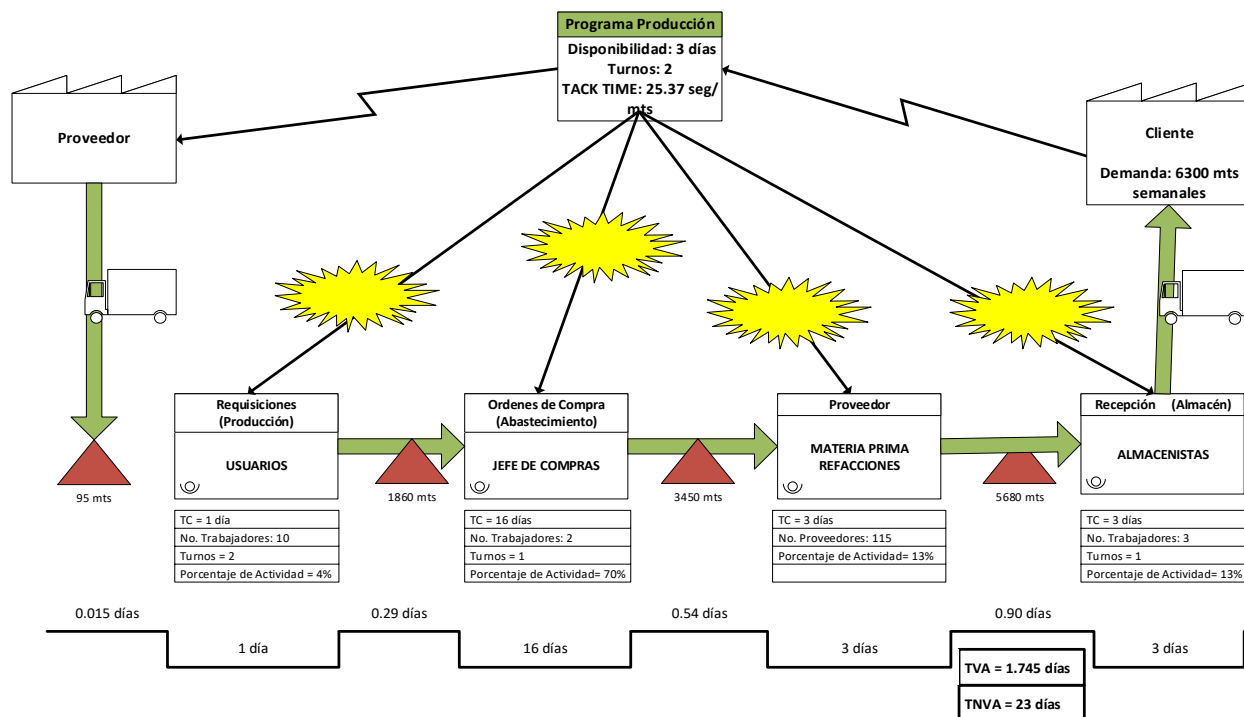 Programa Producción
Disponibilidad: 3 días
Turnos: 2
TACK TIME: 25.37 seg/
mts
Proveedor
Cliente
Demanda: 6300 mts
semanales
95 mts
Requisiciones
(Producción)
USUARIOS
1860 mts
Ordenes de Compra
(Abastecimiento)
JEFE DE COMPRAS
3450 mts
Proveedor
MATERIA PRIMA
REFACCIONES
5680 mts
Recepción (Almacén)
ALMACENISTAS
TC = 1 día
No. Trabajadores: 10
Turnos = 2
Porcentaje de Actividad = 4%
TC = 16 días
No. Trabajadores: 2
Turnos = 1
Porcentaje de Actividad= 70%
TC = 3 días
No. Proveedores: 115
Porcentaje de Actividad= 13%
TC = 3 días
No. Trabajadores: 3
Turnos = 1
Porcentaje de Actividad= 13%
0.015 días
0.29 días
0.54 días
0.90 días
1 día
16 días
3 días
3 días
TVA = 1.745 días
TNVA = 23 días